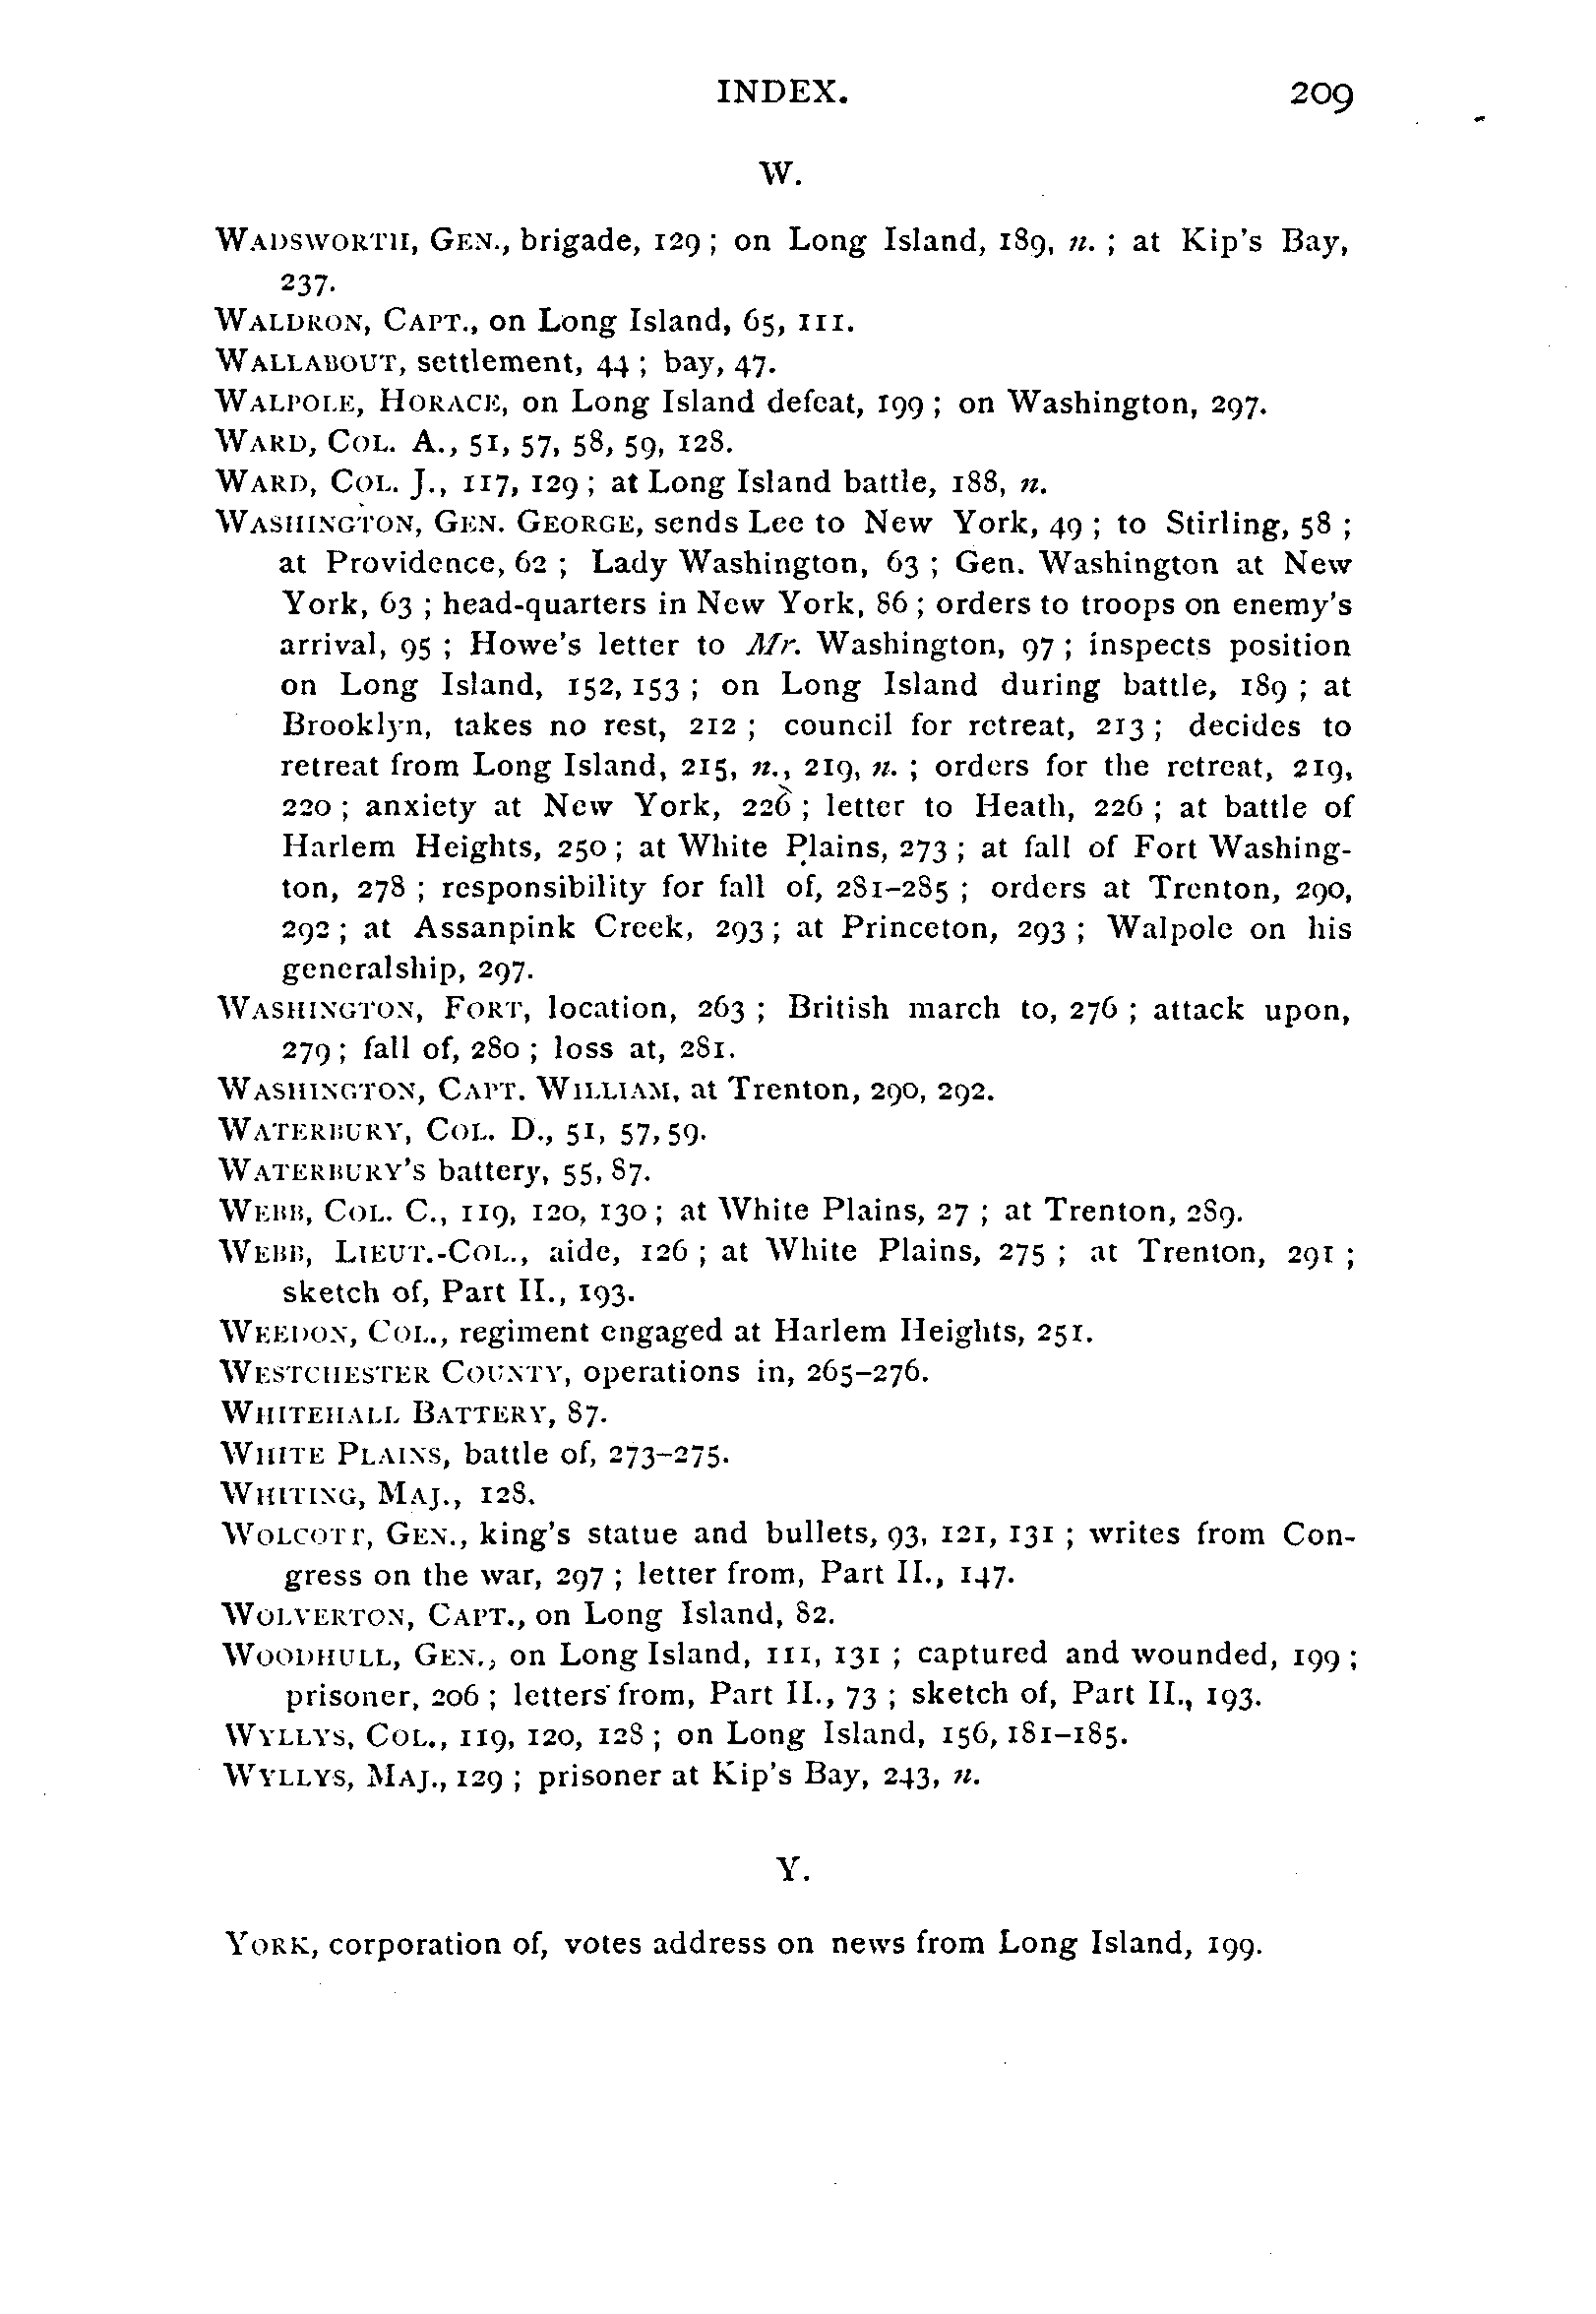 INDEX. 209
W.
WADSWORTH, GEN., brigade, 129 ; on Long Island, 189, n. ; at Kip's Bay,
237.
WALDRON, CAPT., on Long Island, 65, 111.
WALLABOUT, settlement, 44 ; bay, 47.
WALPOLE, HORACE, on Long Island defeat, 199 ; on Washington, 297.
WARD, COL. A., 51, 57, 58, 59, 128.
WARD, COL. J., 117, 129 ; at Long Island battle, 188, n.
WASHINGTON, GEN. GEORGE, sends Lee to New York, 49 ; to Stirling, 58 ;
at Providence, 62 ; Lady Washington, 63 ; Gen. Washington at New
York, 63 ; head-quarters in New York, 86 ; orders to troops on enemy's
arrival, 95 ; Howe's letter to Mr. Washington, 97 ; inspects position
on Long Island, 152, 153 ; on Long Island during battle, 189 ; at
Brooklyn, takes no rest, 212 ; council for retreat, 213 ; decides to
retreat from Long Island, 215, n., 219, n. ; orders for the retreat, 219,
220 ; anxiety at New York, 226 ; letter to Heath, 226 ; at battle of
Harlem Heights, 250 ; at White Plains, 273 ; at fall of Fort Washing-
ton, 278 ; responsibility for fall of, 281-285 ; orders at Trenton, 290,
292 ; at Assanpink Creek, 293 ; at Princeton, 293 ; Walpole on his
generalship, 297.
WASHINGTON, FORT, location, 263 ; British march to, 276 ; attack upon,
279 ; fall of, 280 ; loss at, 281.
WASHINGTON, CAPT. WILLIAM, at Trenton, 290, 292.
WATERBURY, COL. D., 51, 57, 59.
WATERBURY'S battery, 55, 87.
WEBB, COL. C., 119, 120, 130 ; at White Plains, 27 ; at Trenton, 289.
WEBB, LIEUT.-COL., aide, 126 ; at White Plains, 275 ; at Trenton, 291 ;
sketch of, Part II., 193.
WEEDON, COL., regiment engaged at Harlem Heights, 251.
WESTCHESTER COUNTY, operations in, 265-276.
WHITEHALL BATTERY, 87.
WHITE PLAINS, battle of, 273-275.
WHITING, MAJ., 128.
WOLCOTT, GEN., king's statue and bullets, 93, 121, 131 ; writes from Con-
gress on the war, 297 ; letter from, Part II., 147.
WOLVERTON, CAPT., on Long Island, 82.
WOODHULL, GEN., on Long Island, 111, 131 ; captured and wounded, 199 ;
prisoner, 206 ; letters from, Part II., 73 ; sketch of, Part II., 193.
WYLLYS, COL., 119, 120, 128 ; on Long Island, 156, 181-185.
WYLLYS, MAJ., 129 ; prisoner at Kip's Bay, 243, n.
Y.
YORK, corporation of, votes address on news from Long Island, 199.